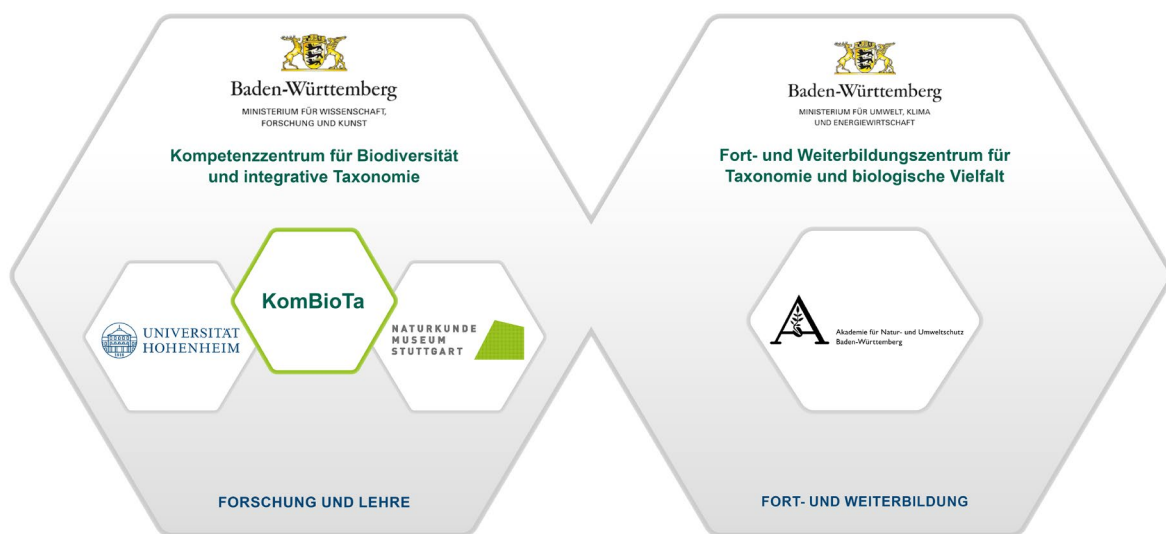 Baden-Württemberg
MINISTERIUM FÜR WISSENSCHAFT,
FORSCHUNG UND KUNST
Kompetenzzentrum für Biodiversität
und integrative Taxonomie
KomBioTa
UNIVERSITÄT
HOHENHEIM
1818
NATURKUNDE
MUSEUM
STUTTGART
FORSCHUNG UND LEHRE
Baden-Württemberg
MINISTERIUM FÜR UMWELT, KLIMA
UND ENERGIEWIRTSCHAFT
Fort- und Weiterbildungszentrum für
Taxonomie und biologische Vielfalt
A
Akademie für Natur- und Umweltschutz
Baden-Württemberg
FORT- UND WEITERBILDUNG